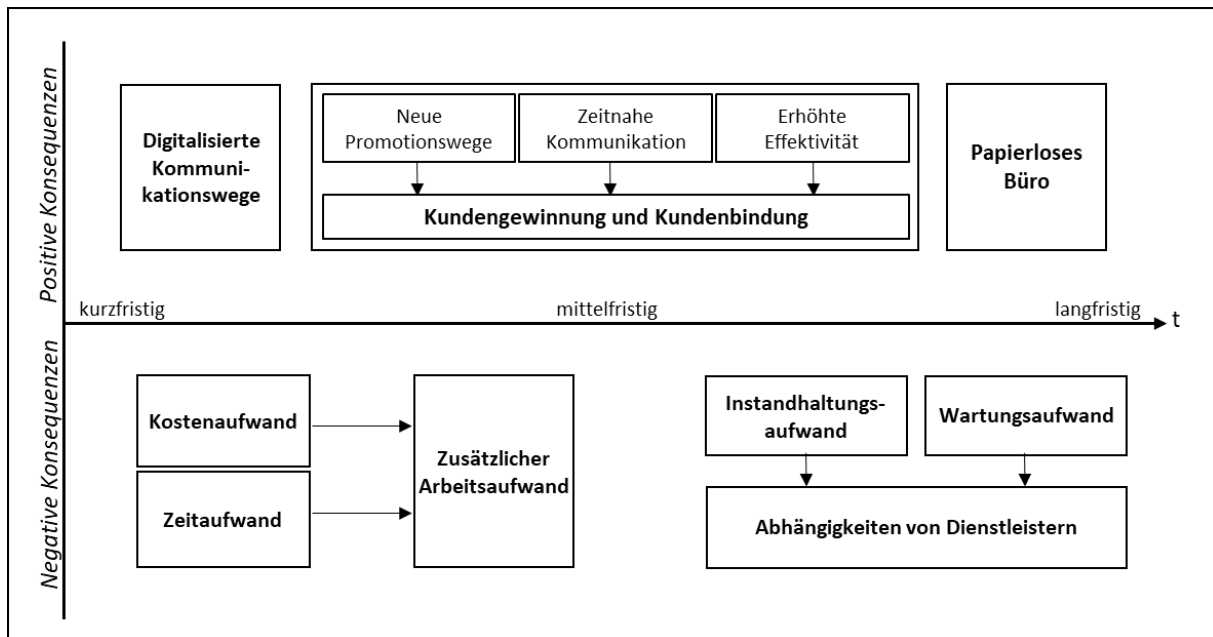 Positive Konsequenzen
Digitalisierte
Kommuni-
kationswege
Neue
Promotionswege
Zeitnahe
Kommunikation
Erhöhte
Effektivität
Kundengewinnung und Kundenbindung
Papierloses
Büro
kurzfristig
mittelfristig
langfristig
t
Negative Konsequenzen
Kostenaufwand
Zeitaufwand
Zusätzlicher
Arbeitsaufwand
Instandhaltungs-
aufwand
Wartungsaufwand
Abhängigkeiten von Dienstleistern